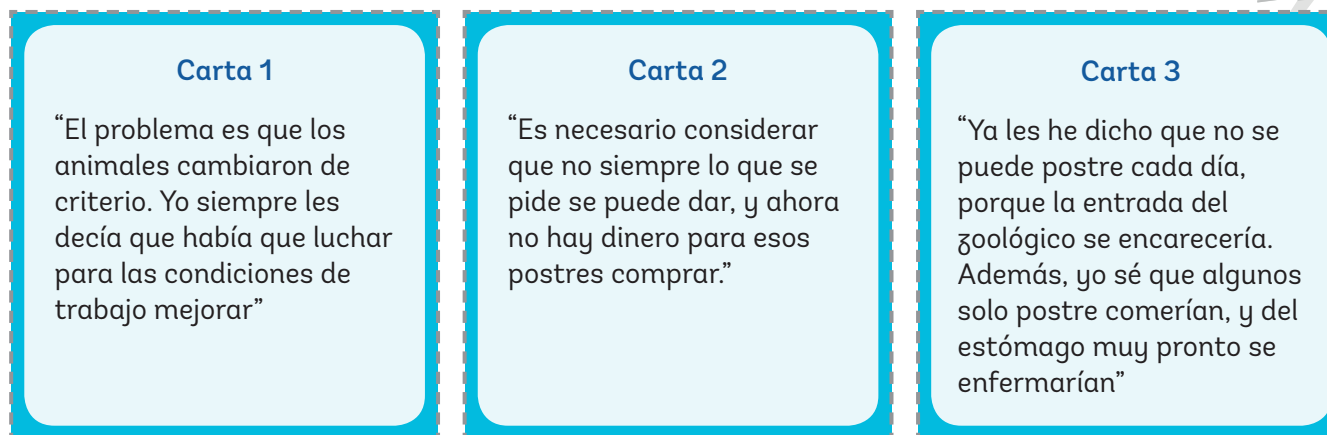 Carta 1
“El problema es que los
animales cambiaron de
criterio. Yo siempre les
decía que había que luchar
para las condiciones de
trabajo mejorar”
Carta 2
“Es necesario considerar
que no siempre lo que se
pide se puede dar, y ahora
no hay dinero para esos
postres comprar.”
Carta 3
“Ya les he dicho que no se
puede postre cada día,
porque la entrada del
zoológico se encarecería.
Además, yo sé que algunos
solo postre comerían, y del
estómago muy pronto se
enfermarían”